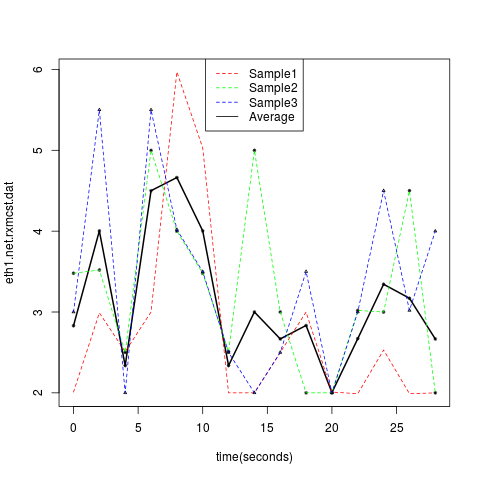 Sample1
Sample2
Sample3
Average
eth1.net.rxmcst.dat
6
5
4
3
2
0 5 10 15 20 25
time(seconds)